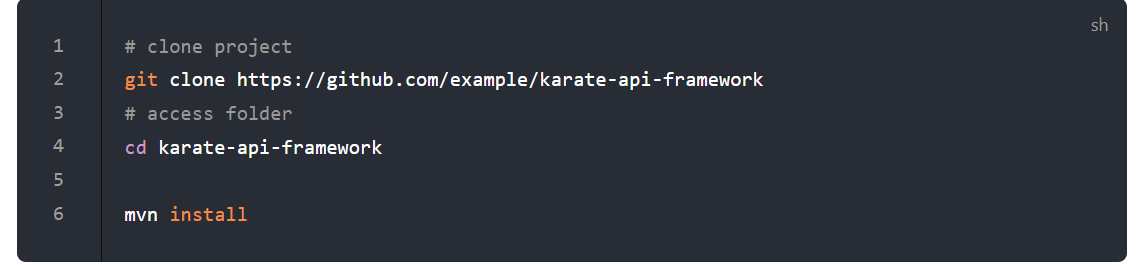 sh
1 # clone project
2 git clone https://github.com/example/karate-api-framework
3 # access folder
4 cd karate-api-framework
5
6 mvn install